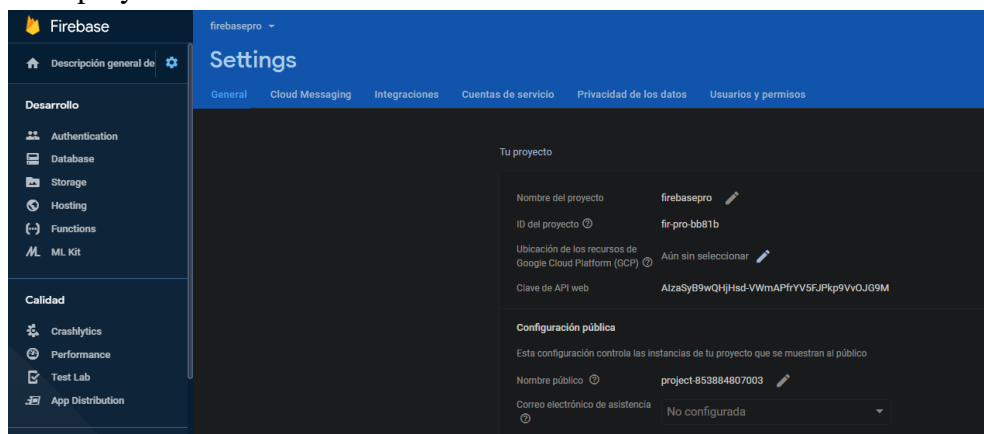 Firebase
firebasepro
Descripción general de
Settings
General Cloud Messaging Integraciones Cuentas de servicio Privacidad de los datos Usuarios y permisos
Desarrollo
Authentication
Database
Storage
Hosting
Functions
ML Kit
Calidad
Crashlytics
Performance
Test Lab
App Distribution
Tu proyecto
Nombre del proyecto firebasepro
ID del proyecto fir-pro-bb81b
Ubicación de los recursos de
Google Cloud Platform (GCP) Aún sin seleccionar
Clave de API web AIzaSyB9wQHjHsd-VWmAPfrYV5FJPkp9VvOJG9M
Configuración pública
Esta configuración controla las instancias de tu proyecto que se muestran al público
Nombre público project-853884807003
Correo electrónico de asistencia No configurada